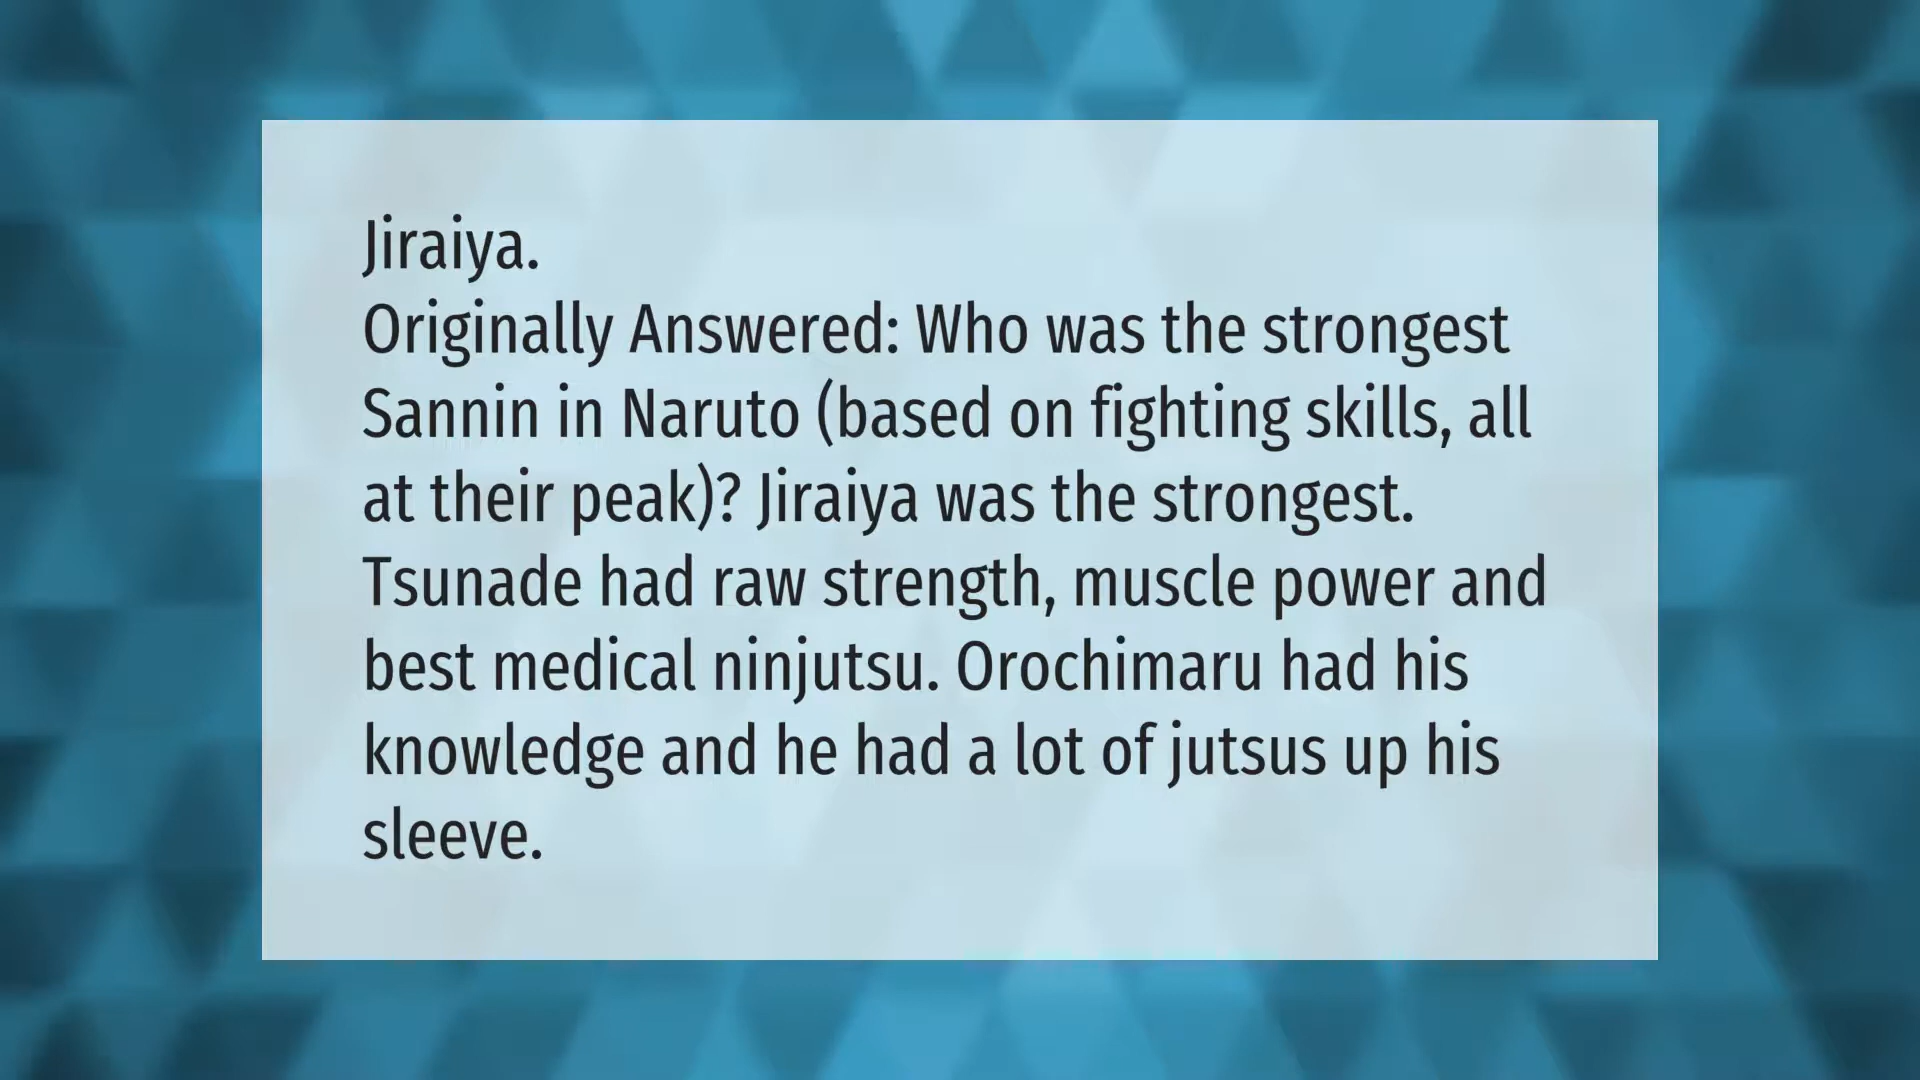 Jiraiya.
Originally Answered: Who was the strongest
Sannin in Naruto (based on fighting skills, all
at their peak)? Jiraiya was the strongest.
Tsunade had raw strength, muscle power and
best medical ninjutsu. Orochimaru had his
knowledge and he had a lot of jutsus up his
sleeve.